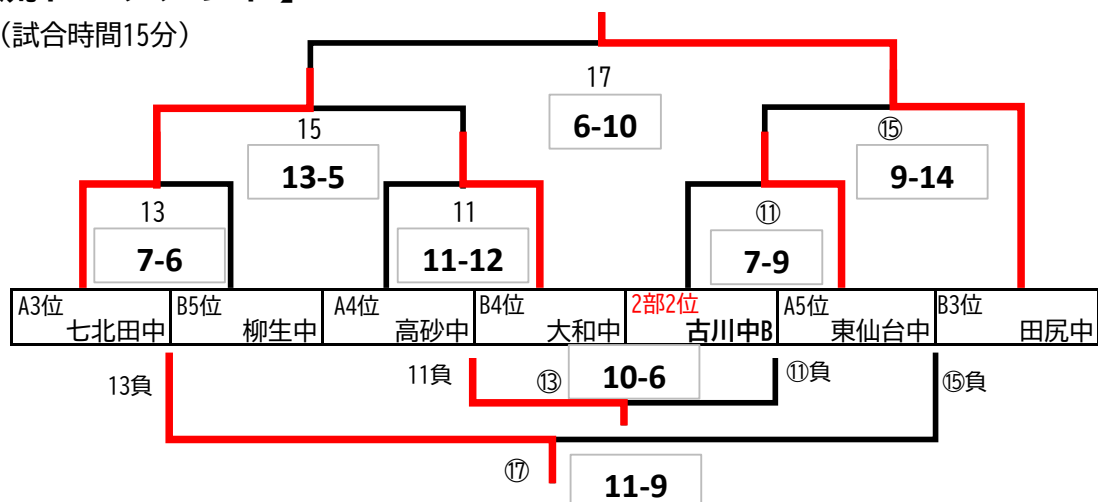 (試合時間15分)
17
6-10
15
13-5
⑮
9-14
13
7-6
11
11-12
⑪
7-9
A3位 七北田中
B5位 柳生中
A4位 高砂中
B4位 大和中
2部2位 古川中B
A5位 東仙台中
B3位 田尻中
13負
11負
⑬
10-6
⑪負
⑮負
⑰
11-9